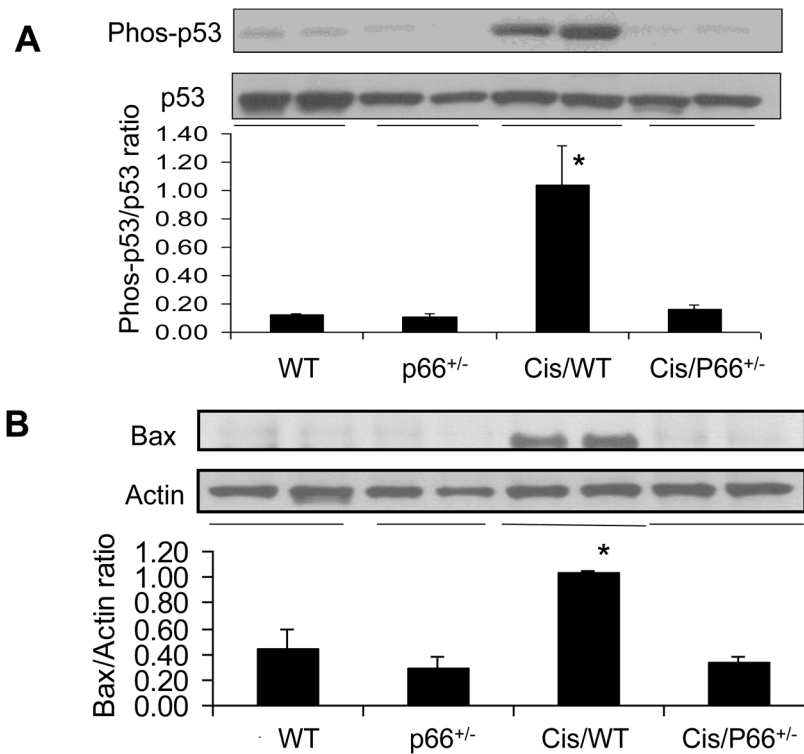 A
Phos-p53
p53
Phos-p53/p53 ratio
1.40
1.20
1.00
0.80
0.60
0.40
0.20
0.00
*
WT p66+/- Cis/WT Cis/P66+/-
B
Bax
Actin
Bax/Actin ratio
1.20
1.00
0.80
0.60
0.40
0.20
0.00
*
WT p66+/- Cis/WT Cis/P66+/-